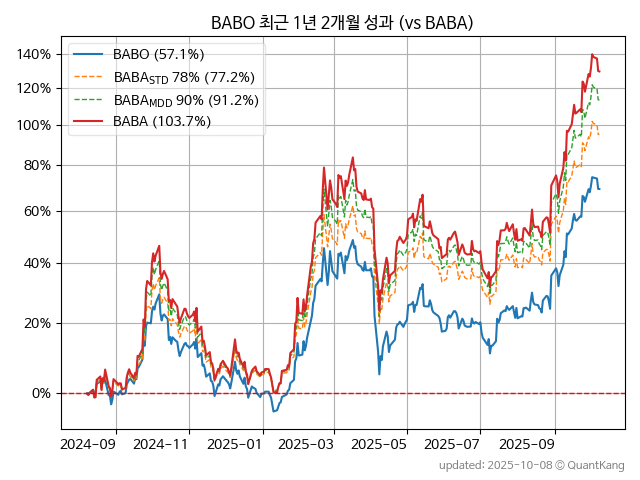 BABO 최근 1년 2개월 성과 (vs BABA)
BABO (57.1%)
BABA_STD 78% (77.2%)
BABA_MDD 90% (91.2%)
BABA (103.7%)
140%
120%
100%
80%
60%
40%
20%
0%
2024-09 2024-11 2025-01 2025-03 2025-05 2025-07 2025-09
updated: 2025-10-08 © QuantKang